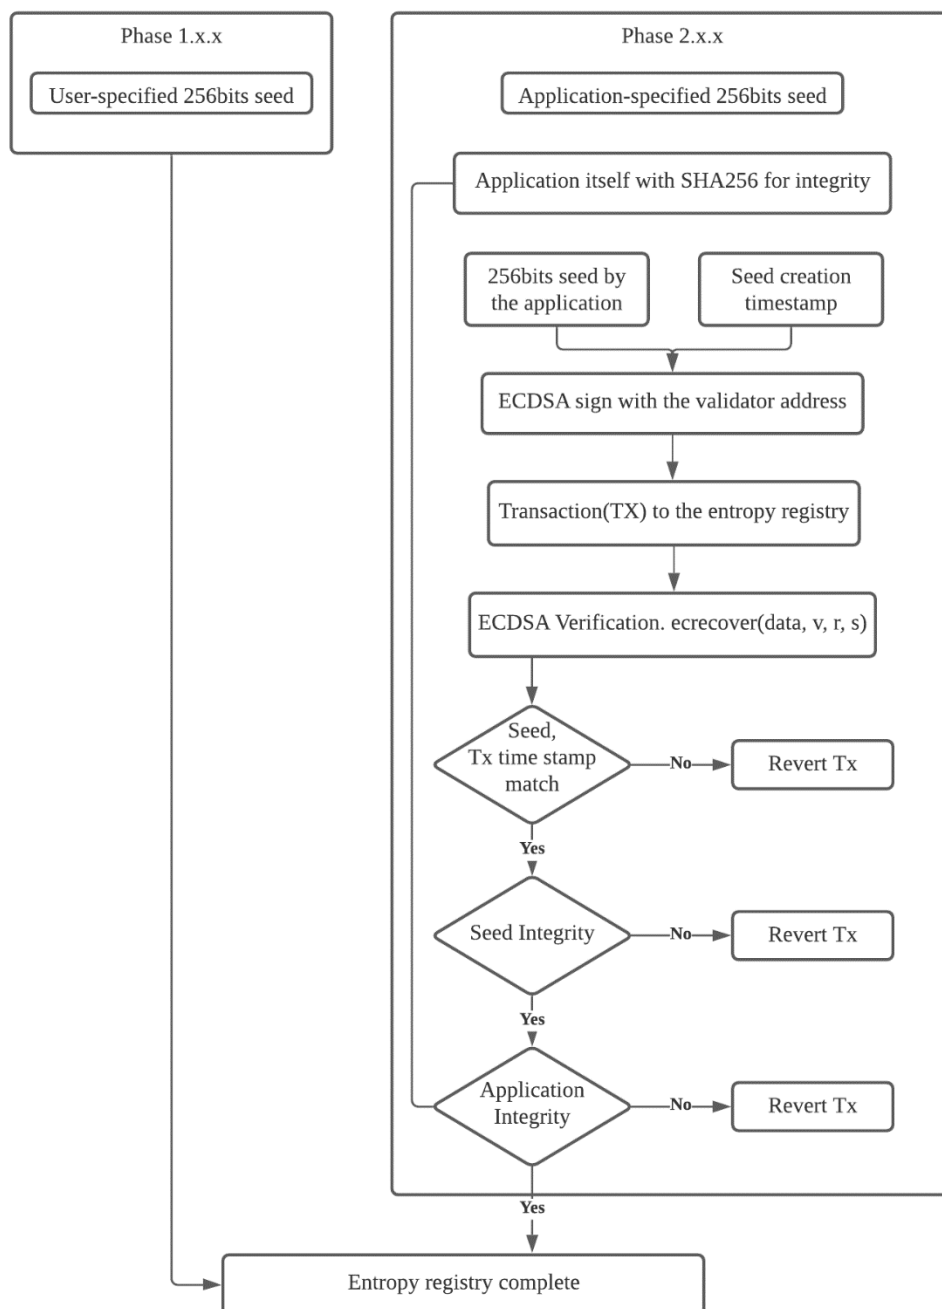 Phase 1.x.x
User-specified 256bits seed
Phase 2.x.x
Application-specified 256bits seed
Application itself with SHA256 for integrity
256bits seed by
the application
Seed creation
timestamp
ECDSA sign with the validator address
Transaction(TX) to the entropy registry
ECDSA Verification. ecrecover(data, v, r, s)
Seed,
Tx time stamp
match
No
Revert Tx
Yes
Seed Integrity
No
Revert Tx
Yes
Application
Integrity
No
Revert Tx
Yes
Entropy registry complete